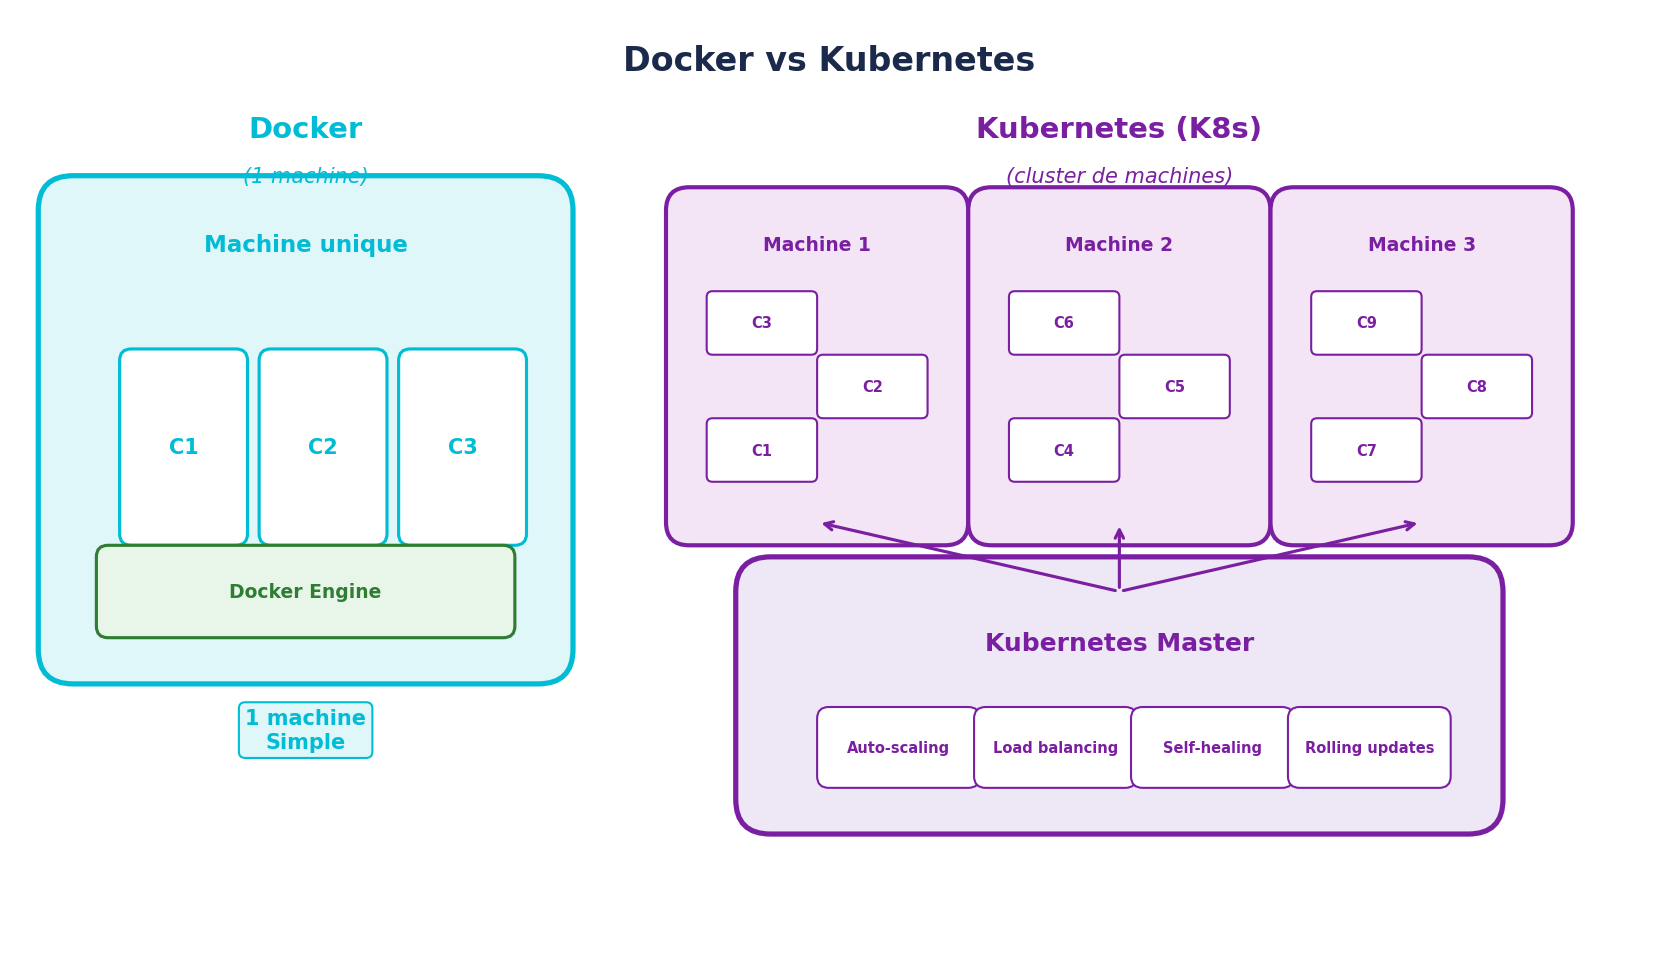 Docker vs Kubernetes
Docker
(1 machine)
Machine unique
C1
C2
C3
Docker Engine
1 machine
Simple
Kubernetes (K8s)
(cluster de machines)
Machine 1
C3
C2
C1
Machine 2
C6
C5
C4
Machine 3
C9
C8
C7
Kubernetes Master
Auto-scaling
Load balancing
Self-healing
Rolling updates